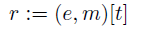 r := (e, m)[t]